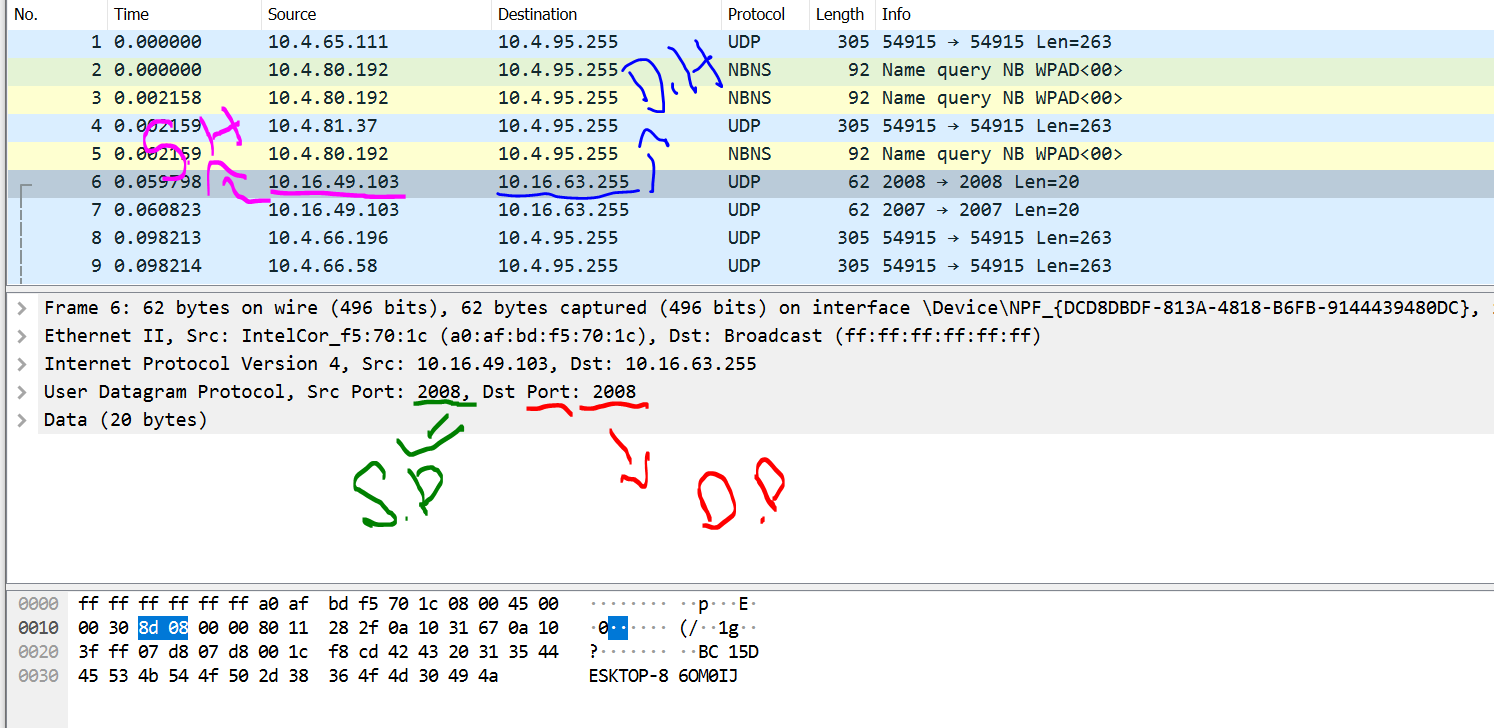 No. Time Source Destination Protocol Length Info
1 0.000000 10.4.65.111 10.4.95.255 UDP 305 54915 → 54915 Len=263
2 0.000000 10.4.80.192 10.4.95.255 NBNS 92 Name query NB WPAD<00>
3 0.002158 10.4.80.192 10.4.95.255 NBNS 92 Name query NB WPAD<00>
4 0.002159 10.4.81.37 10.4.95.255 UDP 305 54915 → 54915 Len=263
5 0.002159 10.4.80.192 10.4.95.255 NBNS 92 Name query NB WPAD<00>
6 0.059798 10.16.49.103 10.16.63.255 UDP 62 2008 → 2008 Len=20
7 0.060823 10.16.49.103 10.16.63.255 UDP 62 2007 → 2007 Len=20
8 0.098213 10.4.66.196 10.4.95.255 UDP 305 54915 → 54915 Len=263
9 0.098214 10.4.66.58 10.4.95.255 UDP 305 54915 → 54915 Len=263
D.H
S.H
Frame 6: 62 bytes on wire (496 bits), 62 bytes captured (496 bits) on interface \Device\NPF_{DCD8DBDF-813A-4818-B6FB-9144439480DC},
Ethernet II, Src: IntelCor_f5:70:1c (a0:af:bd:f5:70:1c), Dst: Broadcast (ff:ff:ff:ff:ff:ff)
Internet Protocol Version 4, Src: 10.16.49.103, Dst: 10.16.63.255
User Datagram Protocol, Src Port: 2008, Dst Port: 2008
Data (20 bytes)
S.P D.P
0000 ff ff ff ff ff ff a0 af bd f5 70 1c 08 00 45 00 ········ ··p···E·
0010 00 30 8d 08 00 00 80 11 28 2f 0a 10 31 67 0a 10 ·0······ (/··1g··
0020 3f ff 07 d8 07 d8 00 1c f8 cd 42 43 20 31 35 44 ?······· ··BC 15D
0030 45 53 4b 54 4f 50 2d 38 36 4f 4d 30 49 4a ESKTOP-8 6OM0IJ